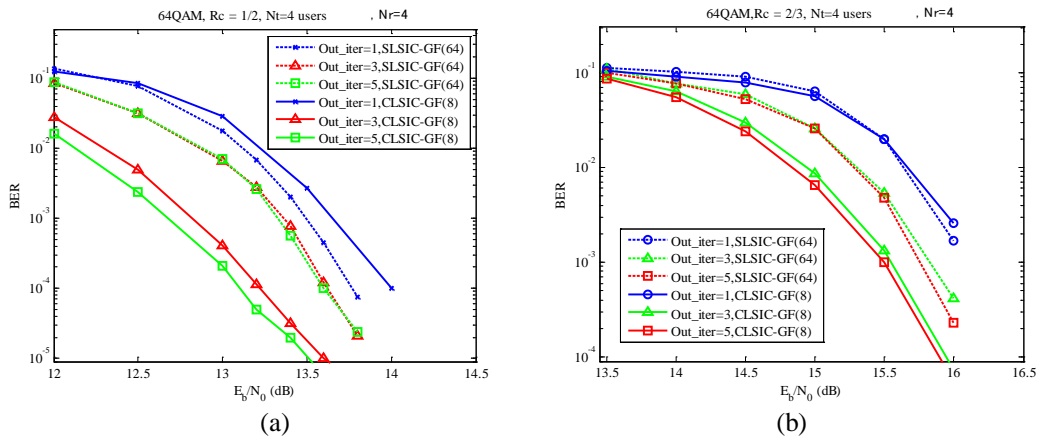 64QAM, Rc = 1/2, Nt=4 users , Nr=4
Out_iter=1,SLSIC-GF(64)
Out_iter=3,SLSIC-GF(64)
Out_iter=5,SLSIC-GF(64)
Out_iter=1,CLSIC-GF(8)
Out_iter=3,CLSIC-GF(8)
Out_iter=5,CLSIC-GF(8)
BER
10^-1
10^-2
10^-3
10^-4
10^-5
12 12.5 13 13.5 14 14.5
E_b/N_0 (dB)
(a)
64QAM,Rc = 2/3, Nt=4 users , Nr=4
BER
10^-1
10^-2
10^-3
10^-4
Out_iter=1,SLSIC-GF(64)
Out_iter=3,SLSIC-GF(64)
Out_iter=5,SLSIC-GF(64)
Out_iter=1,CLSIC-GF(8)
Out_iter=3,CLSIC-GF(8)
Out_iter=5,CLSIC-GF(8)
13.5 14 14.5 15 15.5 16 16.5
E_b/N_0 (dB)
(b)